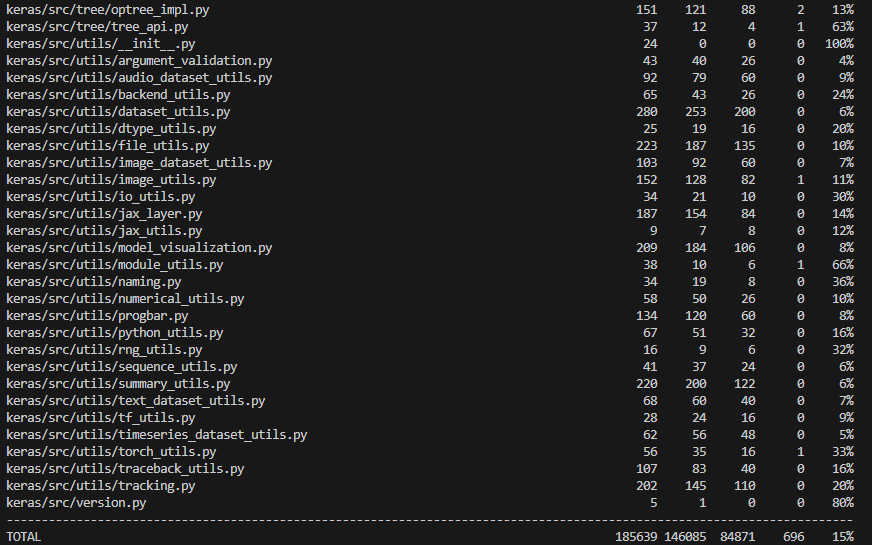 keras/src/tree/optree_impl.py 151 121 88 2 13%
keras/src/tree/tree_api.py 37 12 4 1 63%
keras/src/utils/__init__.py 24 0 0 0 100%
keras/src/utils/argument_validation.py 43 40 26 0 4%
keras/src/utils/audio_dataset_utils.py 92 79 60 0 9%
keras/src/utils/backend_utils.py 65 43 26 0 24%
keras/src/utils/dataset_utils.py 280 253 200 0 6%
keras/src/utils/dtype_utils.py 25 19 16 0 20%
keras/src/utils/file_utils.py 223 187 135 0 10%
keras/src/utils/image_dataset_utils.py 103 92 60 0 7%
keras/src/utils/image_utils.py 152 128 82 1 11%
keras/src/utils/io_utils.py 34 21 10 0 30%
keras/src/utils/jax_layer.py 187 154 84 0 14%
keras/src/utils/jax_utils.py 9 7 8 0 12%
keras/src/utils/model_visualization.py 209 184 106 0 8%
keras/src/utils/module_utils.py 38 10 6 1 66%
keras/src/utils/naming.py 34 19 8 0 36%
keras/src/utils/numerical_utils.py 58 50 26 0 10%
keras/src/utils/progbar.py 134 120 60 0 8%
keras/src/utils/python_utils.py 67 51 32 0 16%
keras/src/utils/rng_utils.py 16 9 6 0 32%
keras/src/utils/sequence_utils.py 41 37 24 0 6%
keras/src/utils/summary_utils.py 220 200 122 0 6%
keras/src/utils/text_dataset_utils.py 68 60 40 0 7%
keras/src/utils/tf_utils.py 28 24 16 0 9%
keras/src/utils/timeseries_dataset_utils.py 62 56 48 0 5%
keras/src/utils/torch_utils.py 56 35 16 1 33%
keras/src/utils/traceback_utils.py 107 83 40 0 16%
keras/src/utils/tracking.py 202 145 110 0 20%
keras/src/version.py 5 1 0 0 80%
-------------------------------------------------------------------------------------------------------------------------
TOTAL 185639 146085 84871 696 15%